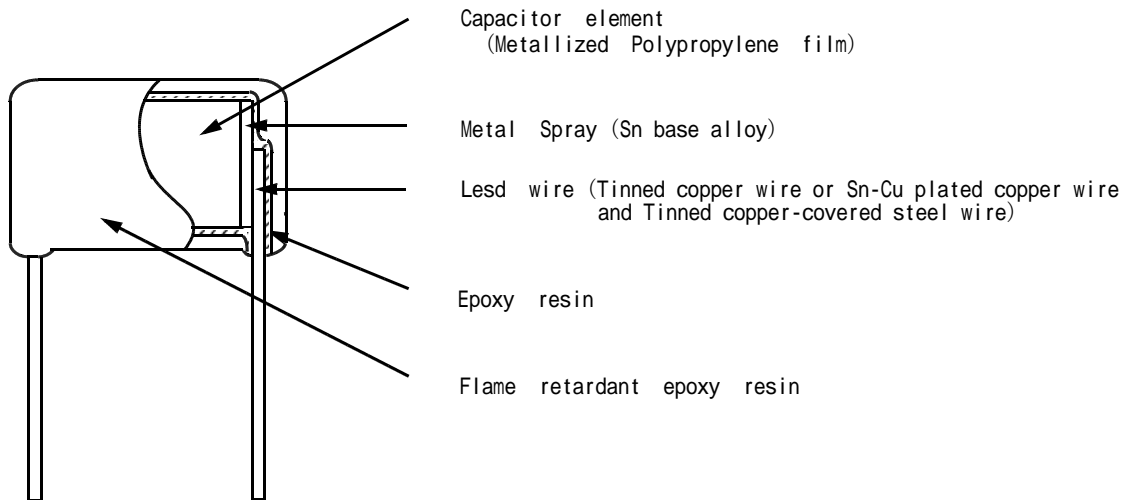 Capacitor element
(Metallized Polypropylene film)
Metal Spray (Sn base alloy)
Lesd wire (Tinned copper wire or Sn-Cu plated copper wire
and Tinned copper-covered steel wire)
Epoxy resin
Flame retardant epoxy resin